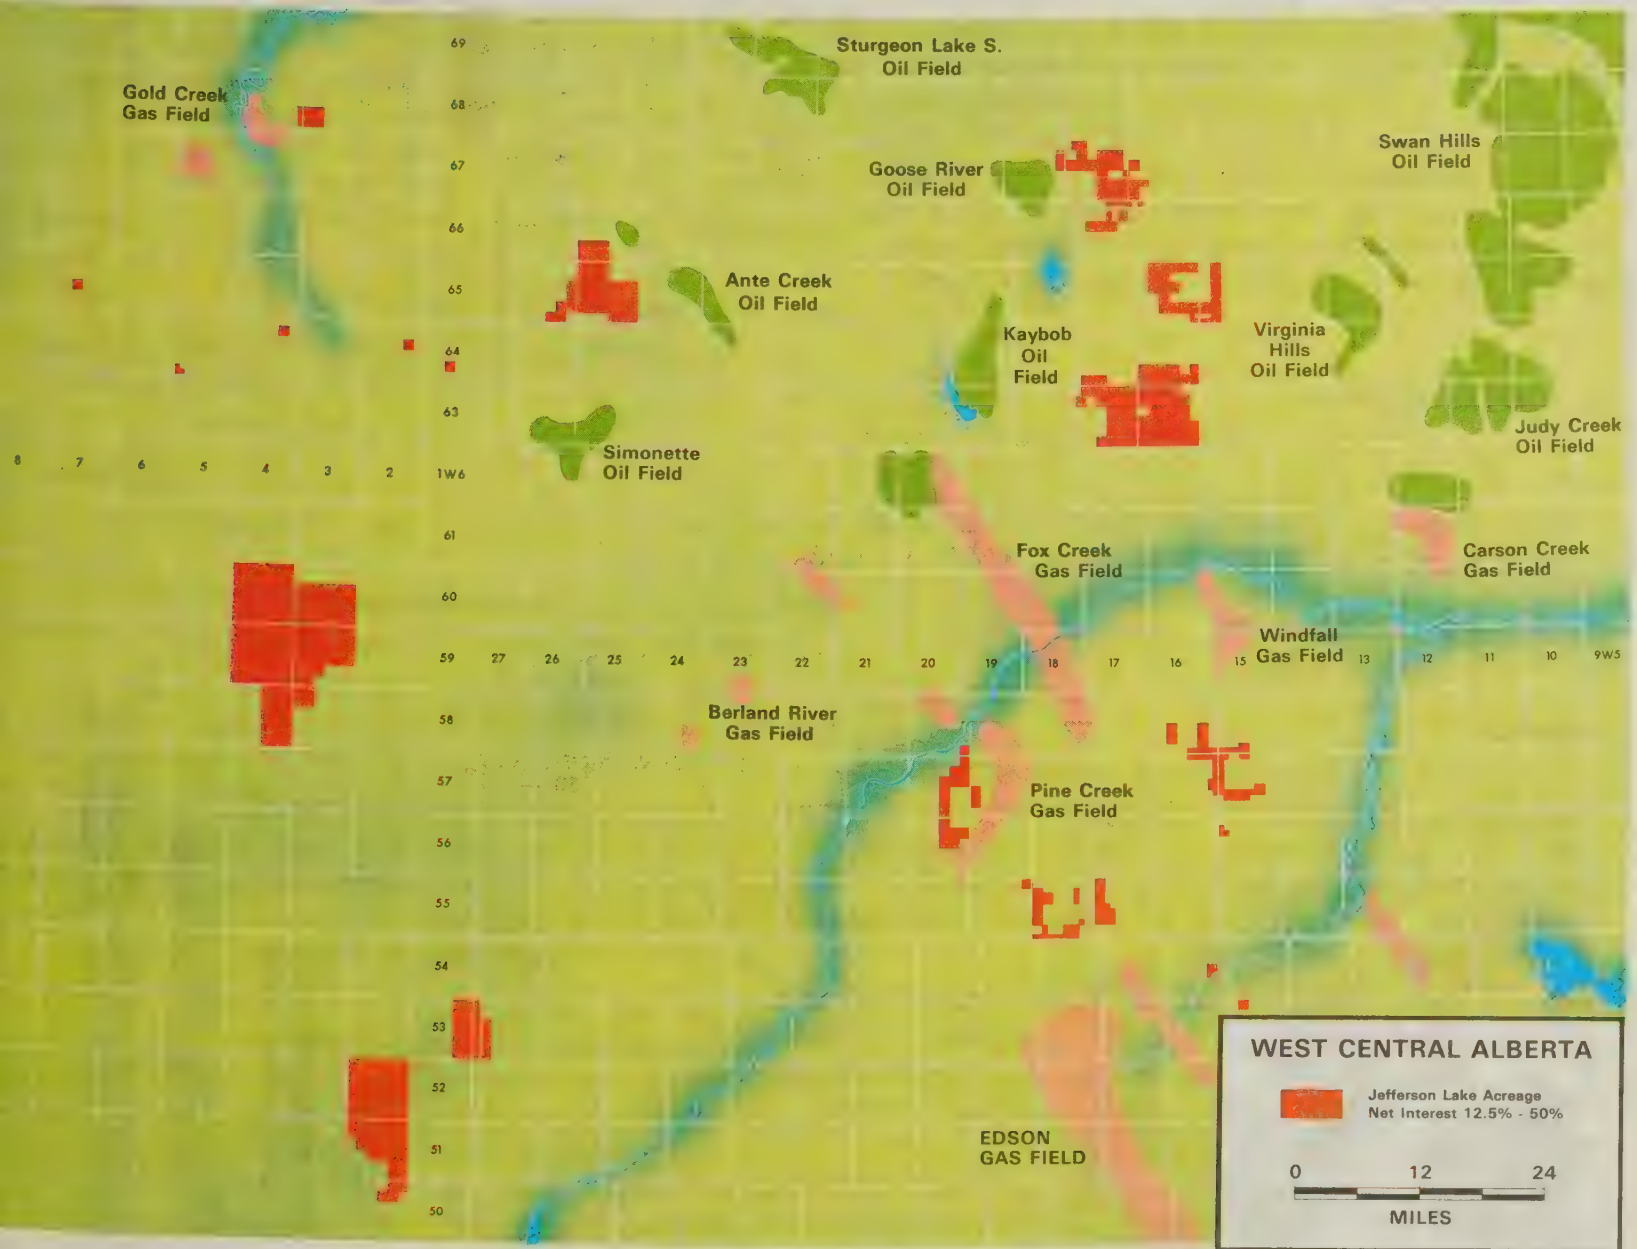 69
Sturgeon Lake S.
Oil Field
Gold Creek
Gas Field
68
Swan Hills
Oil Field
67
Goose River
Oil Field
66
65
Ante Creek
Oil Field
Kaybob
Oil
Field
Virginia
Hills
Oil Field
64
63
Judy Creek
Oil Field
Simonette
Oil Field
8 7 6 5 4 3 2 1W6
61
Fox Creek
Gas Field
Carson Creek
Gas Field
60
Windfall
Gas Field
59 27 26 25 24 23 22 21 20 19 18 17 16 15 13 12 11 10 9W5
58
Berland River
Gas Field
57
Pine Creek
Gas Field
56
55
54
53
52
51
50
EDSON
GAS FIELD
WEST CENTRAL ALBERTA
Jefferson Lake Acreage
Net Interest 12.5% - 50%
0 12 24
MILES